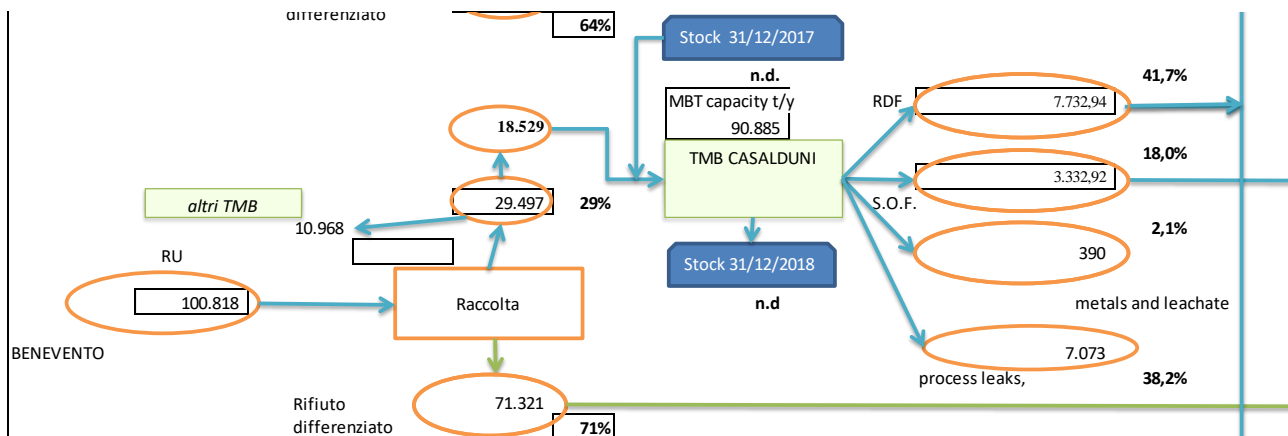 differenziato
64%
Stock 31/12/2017
n.d.
41,7%
MBT capacity t/y
RDF
7.732,94
90.885
18.529
TMB CASALDUNI
18,0%
3.332,92
altri TMB
29.497
29%
S.O.F.
10.968
2,1%
390
RU
Stock 31/12/2018
100.818
Raccolta
n.d
metals and leachate
BENEVENTO
7.073
process leaks,
38,2%
Rifiuto
differenziato
71.321
71%